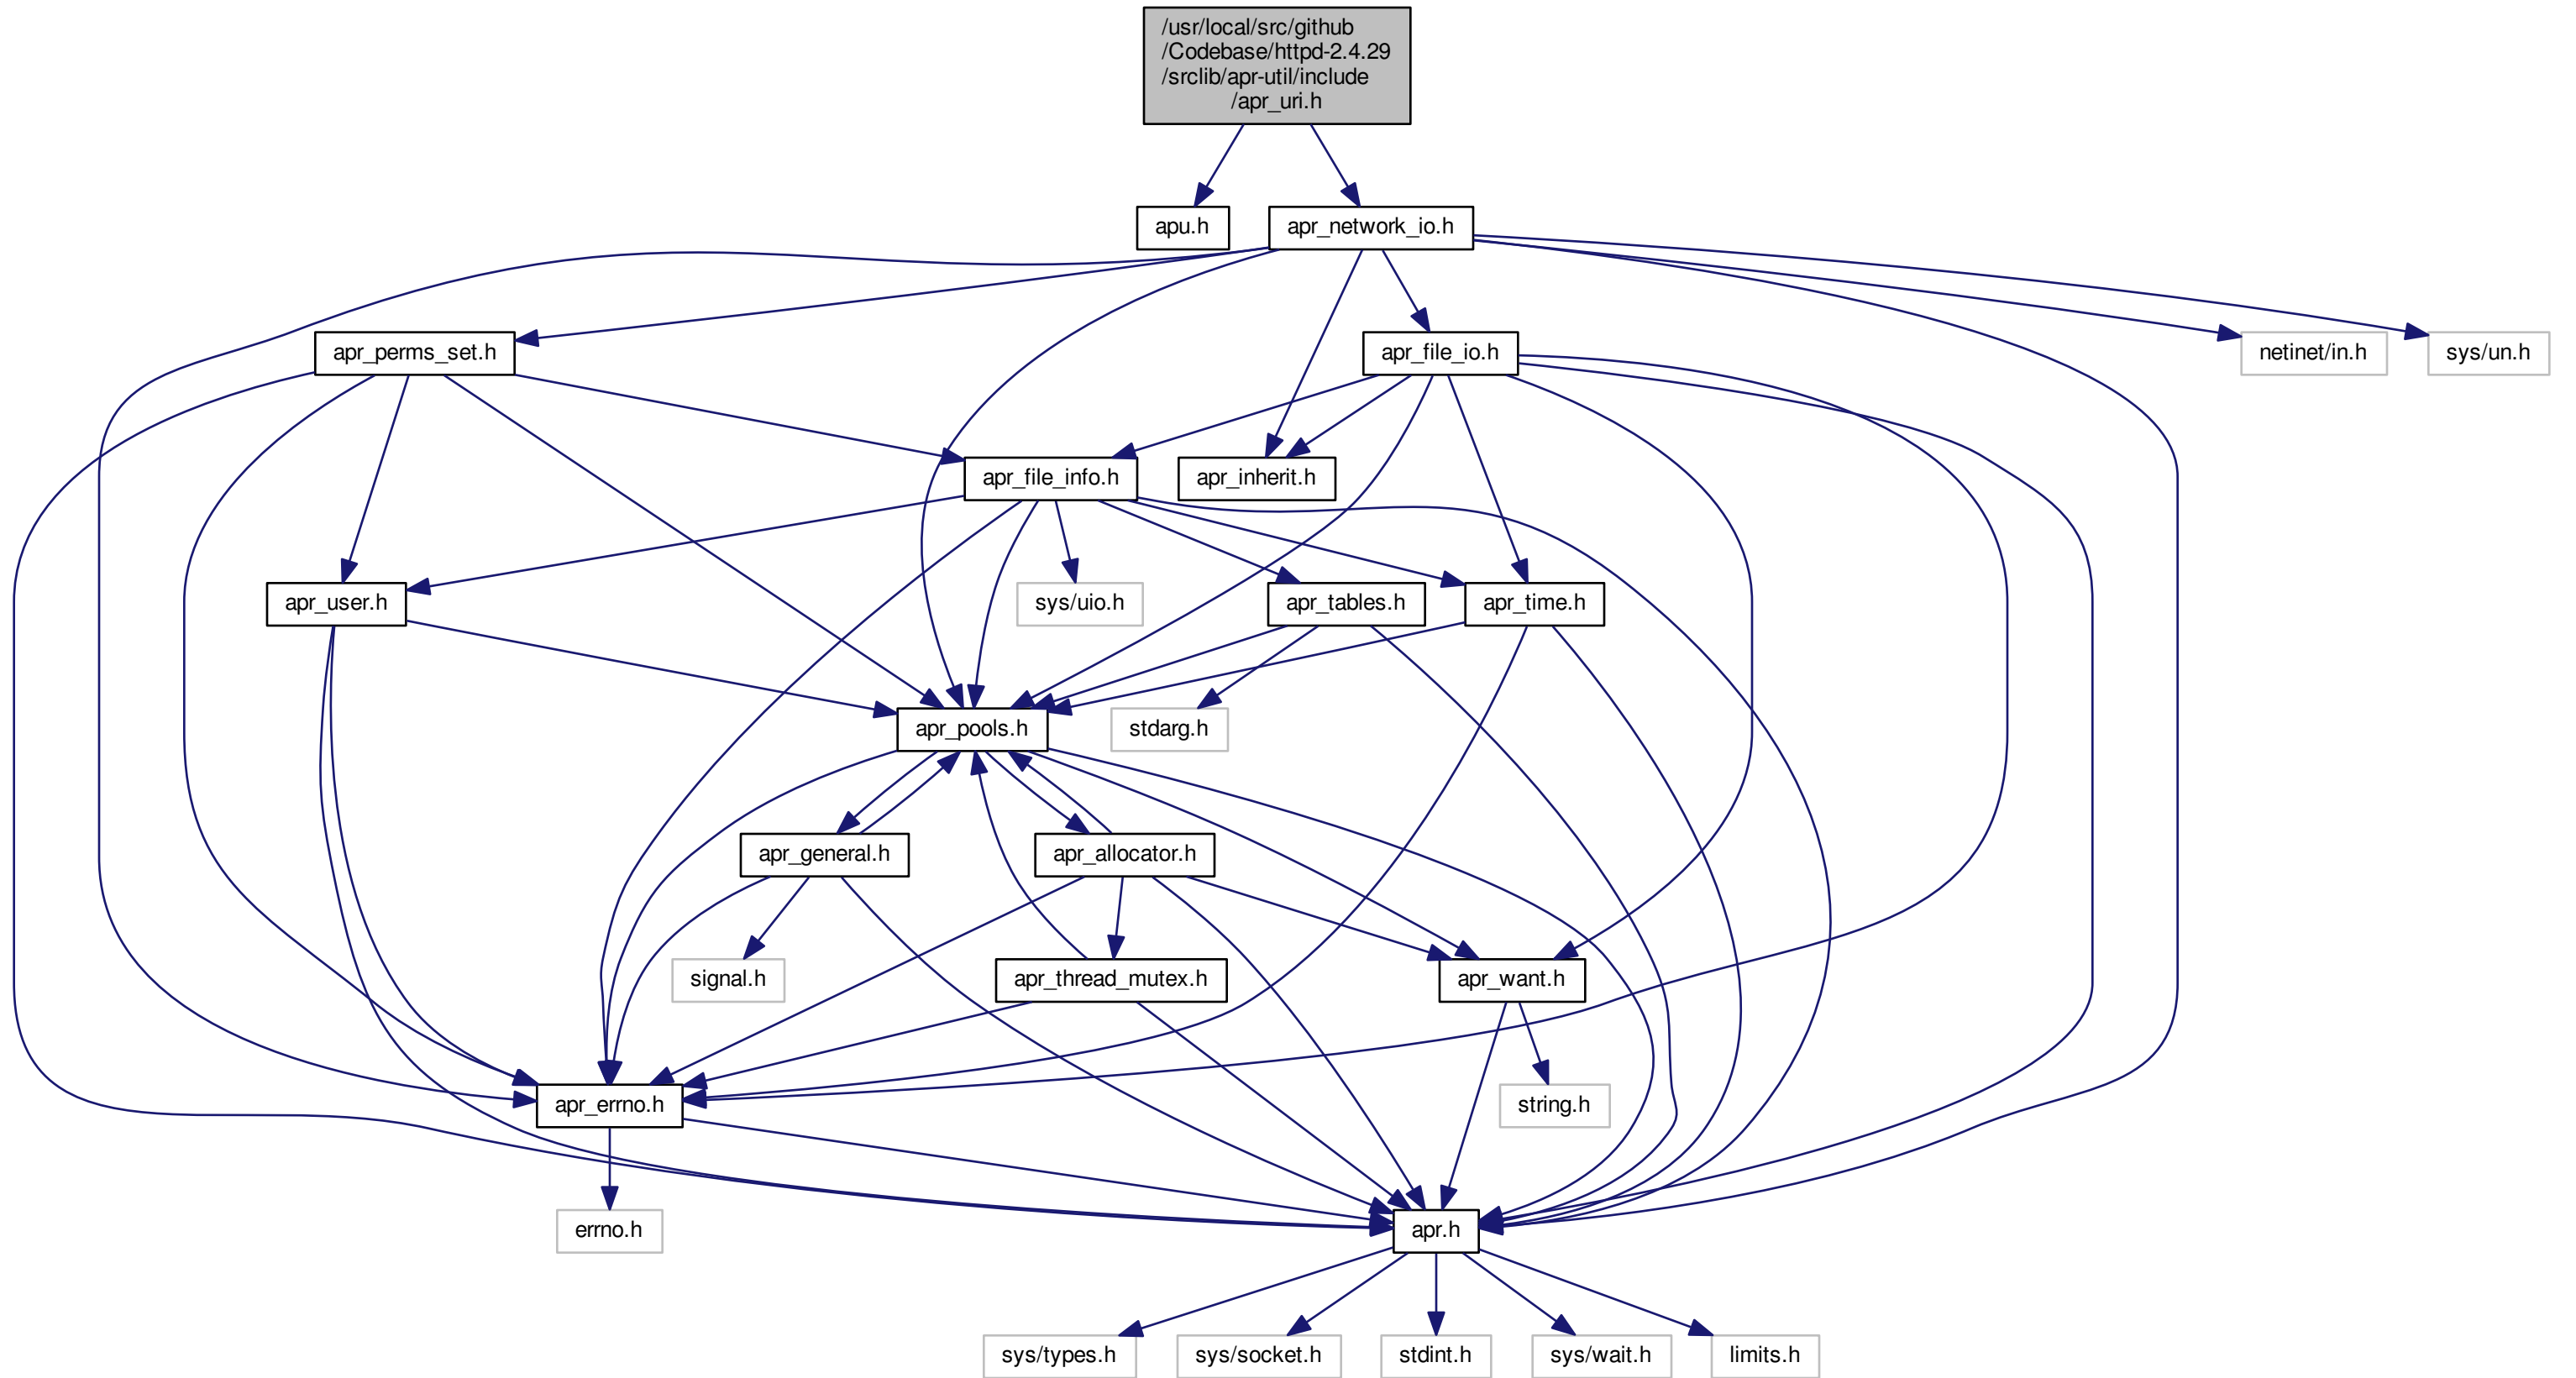 /usr/local/src/github
/Codebase/httpd-2.4.29
/srclib/apr-util/include
/apr_uri.h
apu.h
apr_network_io.h
apr_perms_set.h
apr_file_io.h
netinet/in.h
sys/un.h
apr_file_info.h
apr_inherit.h
apr_user.h
sys/uio.h
apr_tables.h
apr_time.h
apr_pools.h
stdarg.h
apr_general.h
apr_allocator.h
signal.h
apr_thread_mutex.h
apr_want.h
apr_errno.h
string.h
errno.h
apr.h
sys/types.h
sys/socket.h
stdint.h
sys/wait.h
limits.h